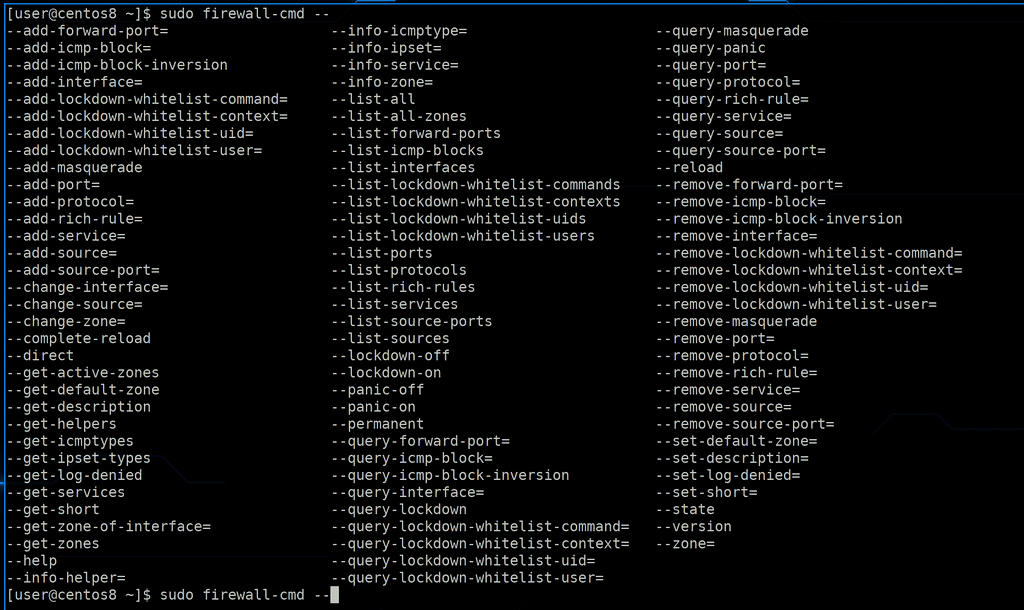 [user@centos8 ~]$ sudo firewall-cmd --
--add-forward-port= --info-icmptype= --query-masquerade
--add-icmp-block= --info-ipset= --query-panic
--add-icmp-block-inversion --info-service= --query-port=
--add-interface= --info-zone= --query-protocol=
--add-lockdown-whitelist-command= --list-all --query-rich-rule=
--add-lockdown-whitelist-context= --list-all-zones --query-service=
--add-lockdown-whitelist-uid= --list-forward-ports --query-source=
--add-lockdown-whitelist-user= --list-icmp-blocks --query-source-port=
--add-masquerade --list-interfaces --reload
--add-port= --list-lockdown-whitelist-commands --remove-forward-port=
--add-protocol= --list-lockdown-whitelist-contexts --remove-icmp-block=
--add-rich-rule= --list-lockdown-whitelist-uids --remove-icmp-block-inversion
--add-service= --list-lockdown-whitelist-users --remove-interface=
--add-source= --list-ports --remove-lockdown-whitelist-command=
--add-source-port= --list-protocols --remove-lockdown-whitelist-context=
--change-interface= --list-rich-rules --remove-lockdown-whitelist-uid=
--change-source= --list-services --remove-lockdown-whitelist-user=
--change-zone= --list-source-ports --remove-masquerade
--complete-reload --list-sources --remove-port=
--direct --lockdown-off --remove-protocol=
--get-active-zones --lockdown-on --remove-rich-rule=
--get-default-zone --panic-off --remove-service=
--get-description --panic-on --remove-source=
--get-helpers --permanent --remove-source-port=
--get-icmptypes --query-forward-port= --set-default-zone=
--get-ipset-types --query-icmp-block= --set-description=
--get-log-denied --query-icmp-block-inversion --set-log-denied=
--get-services --query-interface= --set-short=
--get-short --query-lockdown --state
--get-zone-of-interface= --query-lockdown-whitelist-command= --version
--get-zones --query-lockdown-whitelist-context= --zone=
--help --query-lockdown-whitelist-uid=
--info-helper= --query-lockdown-whitelist-user=
[user@centos8 ~]$ sudo firewall-cmd --